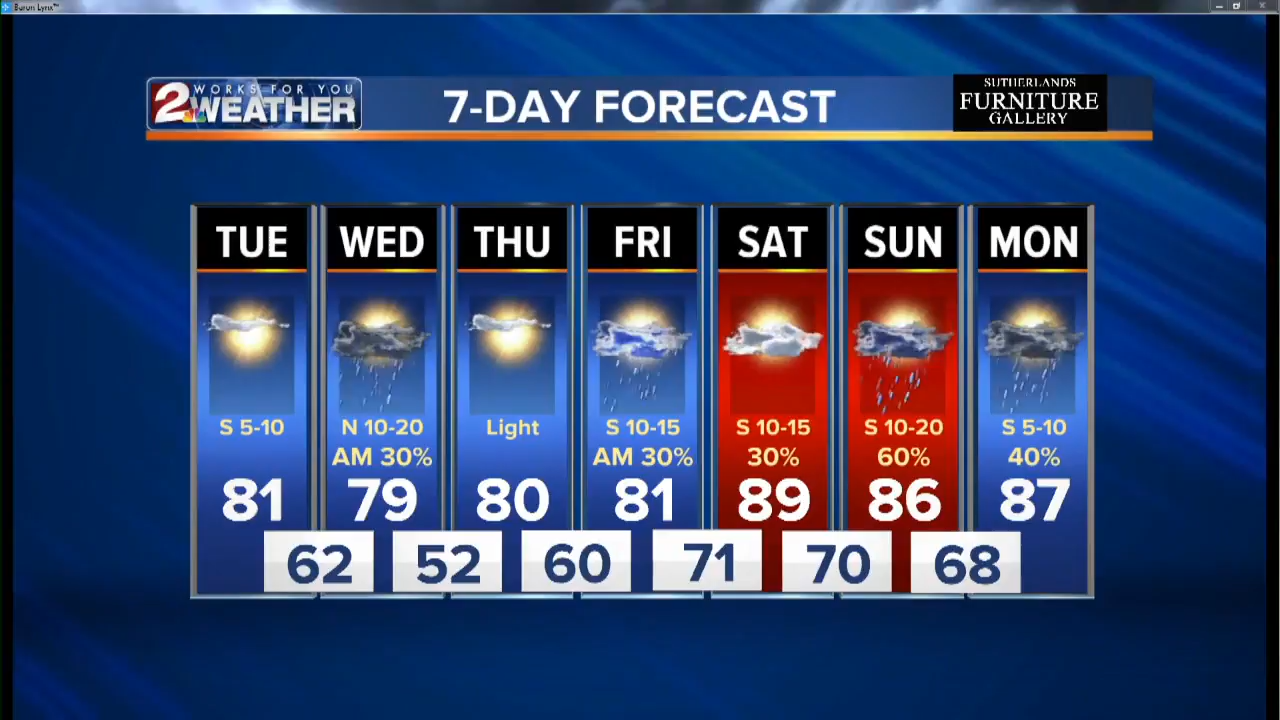 Baron Lynx™
WORKS FOR YOU
2 WEATHER
7-DAY FORECAST
SUTHERLANDS
FURNITURE
GALLERY
TUE WED THU FRI SAT SUN MON
S 5-10 N 10-20 Light S 10-15 S 10-15 S 10-20 S 5-10
AM 30% AM 30% 30% 60% 40%
81 79 80 81 89 86 87
62 52 60 71 70 68